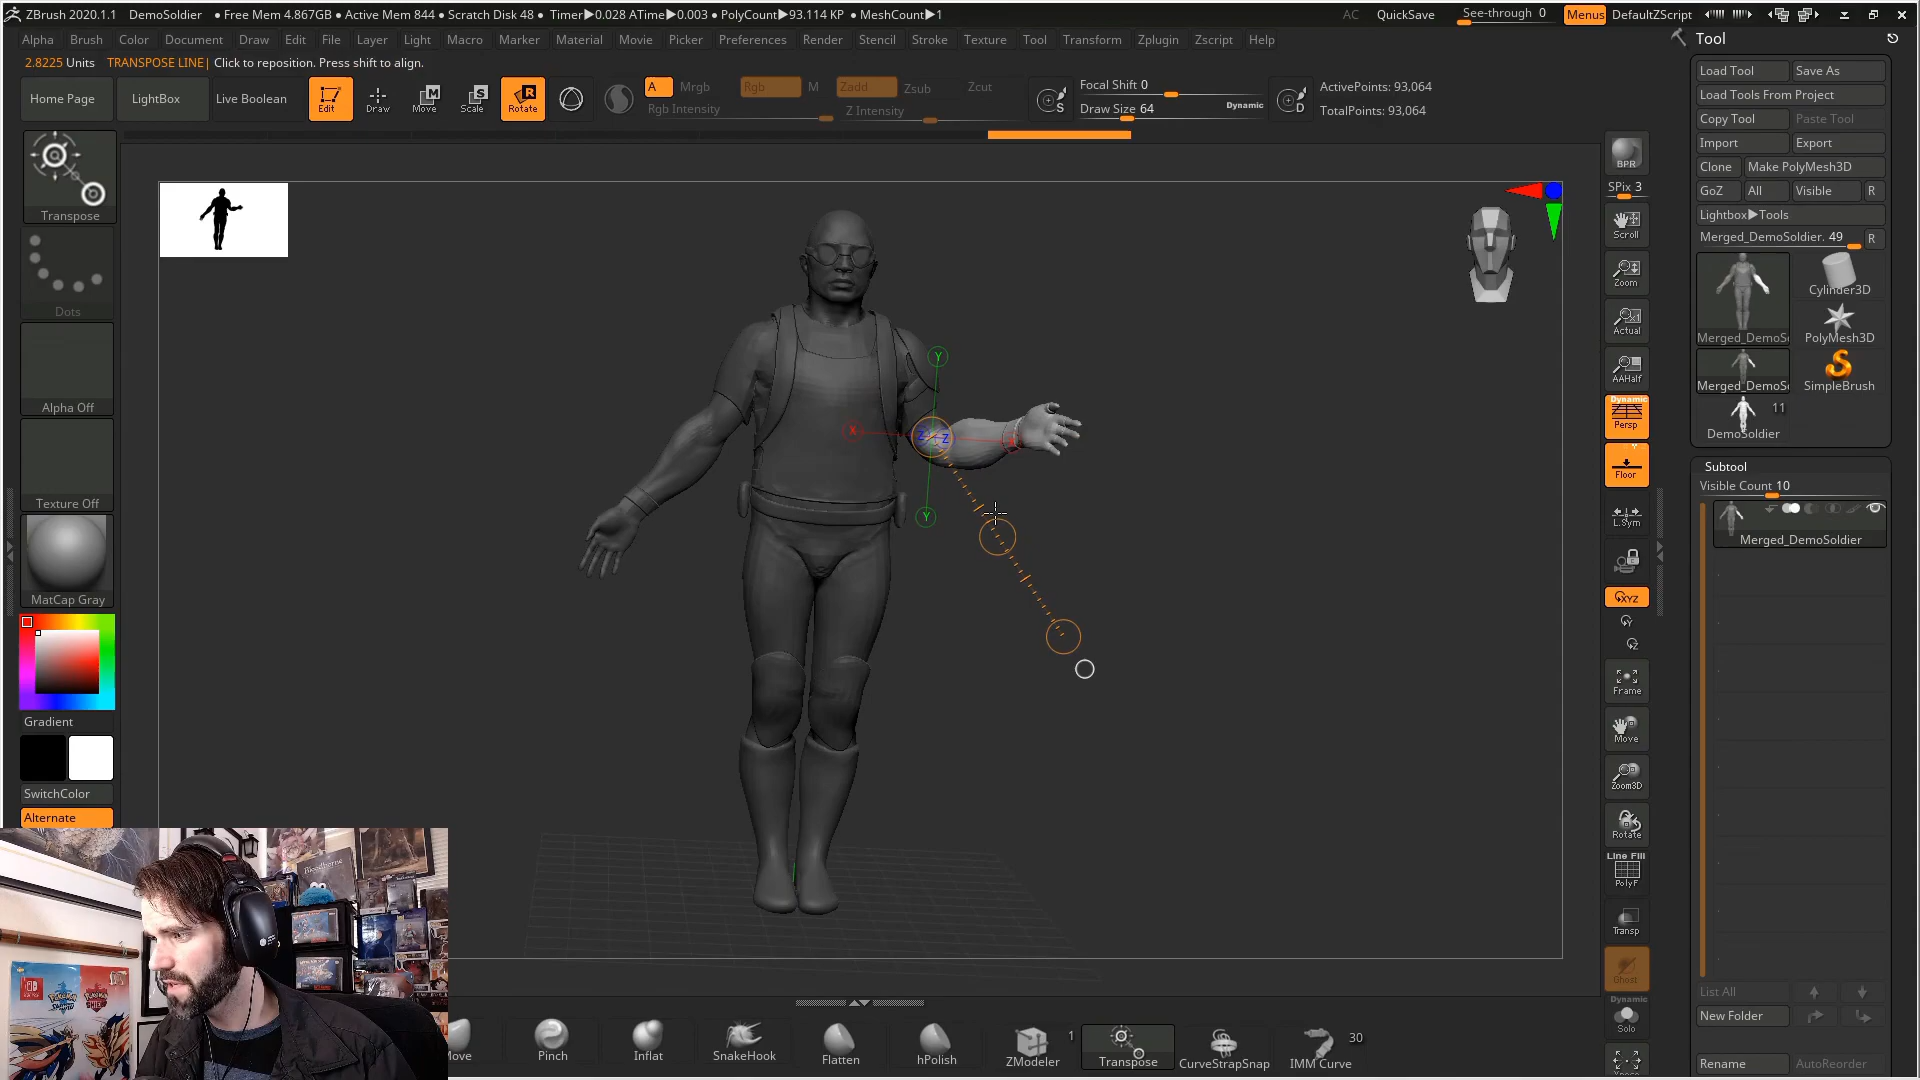 ZBrush 2020.1.1 DemoSoldier • Free Mem 4.867GB • Active Mem 844 • Scratch Disk 48 • Timer▶0.028 ATime▶0.003 • PolyCount▶93.114 KP • MeshCount▶1 AC QuickSave See-through 0 Menus DefaultZScript
Alpha Brush Color Document Draw Edit File Layer Light Macro Marker Material Movie Picker Preferences Render Stencil Stroke Texture Tool Transform Zplugin Zscript Help
2.8225 Units TRANSPOSE LINE| Click to reposition. Press shift to align.
Home Page LightBox Live Boolean Edit Draw Move Scale Rotate
A Mrgb Rgb M Zadd Zsub Zcut
Rgb Intensity Z Intensity
Focal Shift 0
Draw Size 64 Dynamic
ActivePoints: 93,064
TotalPoints: 93,064
Transpose
Dots
Alpha Off
Texture Off
MatCap Gray
Gradient
SwitchColor
Alternate
Y
X
Z Z
Y
BPR
SPix 3
Scroll
Zoom
Actual
AAHalf
Dynamic
Persp
Floor
L.Sym
XYZ
Frame
Move
Zoom3D
Rotate
Line Fill
PolyF
Transp
Ghost
Dynamic
Solo
Tool
Load Tool Save As
Load Tools From Project
Copy Tool Paste Tool
Import Export
Clone Make PolyMesh3D
GoZ All Visible R
Lightbox▶Tools
Merged_DemoSoldier. 49 R
Cylinder3D
Merged_DemoS PolyMesh3D
Merged_DemoS SimpleBrush
11
DemoSoldier
Subtool
Visible Count 10
Merged_DemoSoldier
List All
New Folder
Rename AutoReorder
Move Pinch Inflat SnakeHook Flatten hPolish ZModeler 1 Transpose CurveStrapSnap IMM Curve 30
Bloodborne